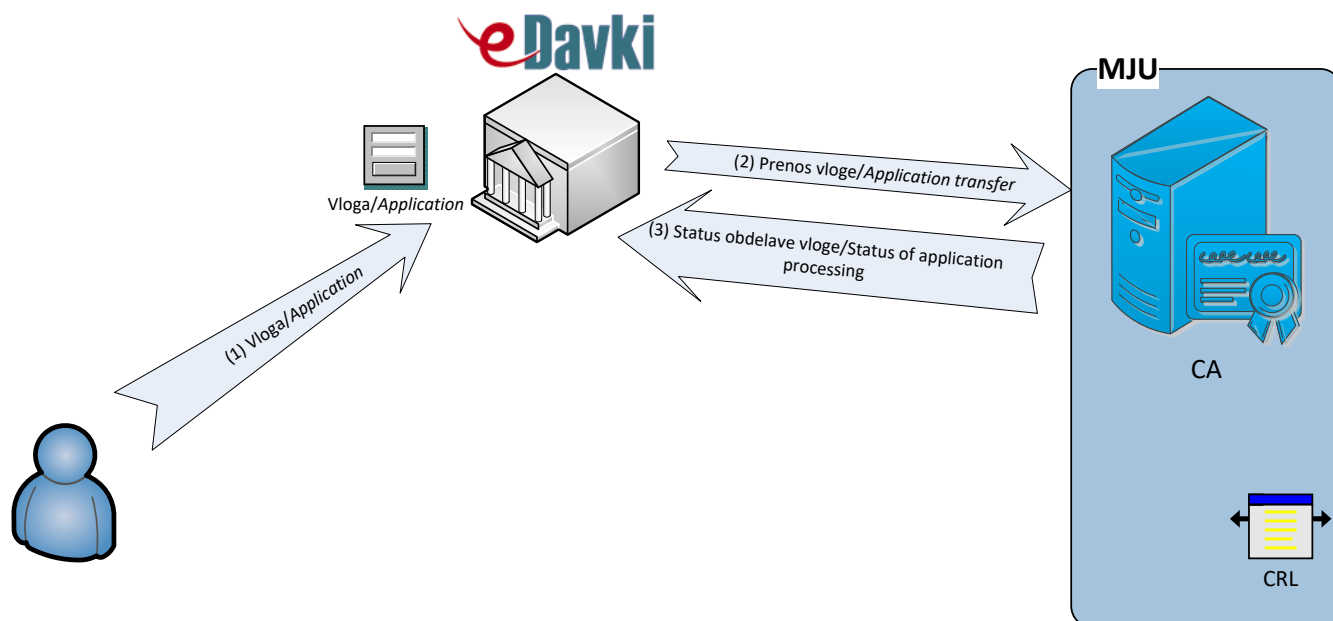 eDavki
MJU
Vloga/Application
(2) Prenos vloge/Application transfer
(3) Status obdelave vloge/Status of application
processing
(1) Vloga/Application
CA
CRL